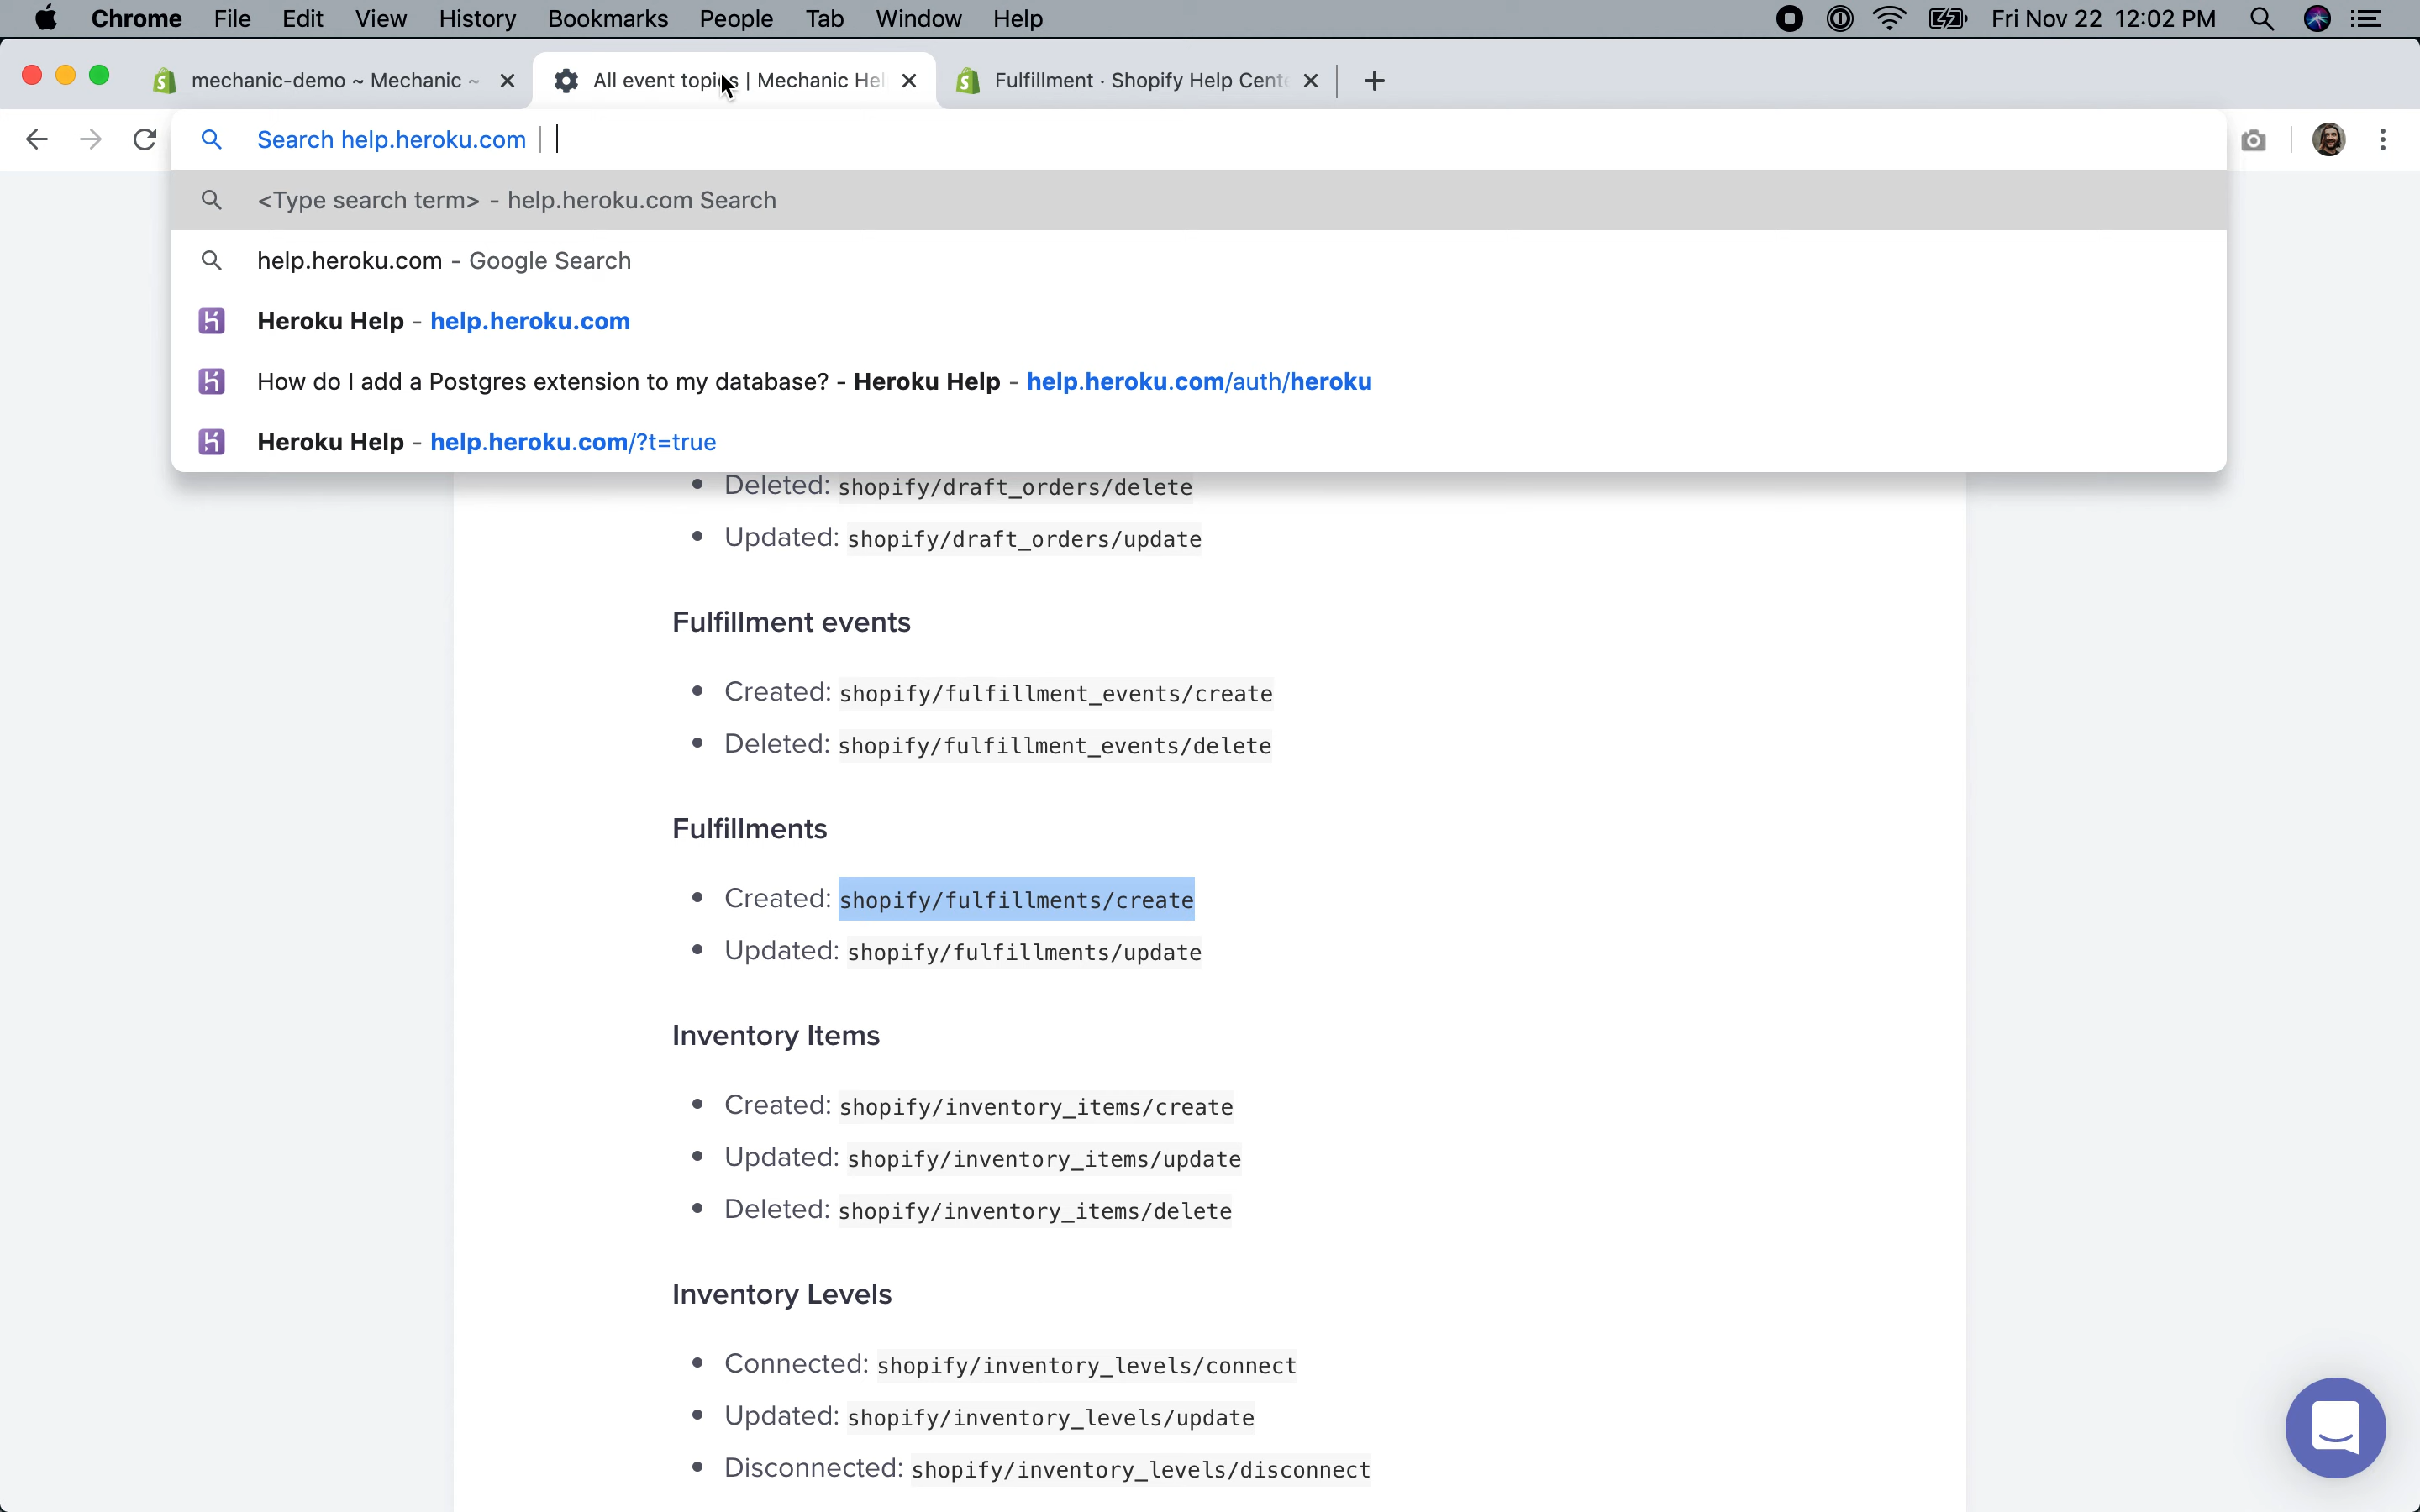 Chrome File Edit View History Bookmarks People Tab Window Help Fri Nov 22 12:02 PM
mechanic-demo ~ Mechanic ~ All event topics | Mechanic Hel Fulfillment · Shopify Help Cente
Search help.heroku.com
<Type search term> - help.heroku.com Search
help.heroku.com - Google Search
Heroku Help - help.heroku.com
How do I add a Postgres extension to my database? - Heroku Help - help.heroku.com/auth/heroku
Heroku Help - help.heroku.com/?t=true
Deleted: shopify/draft_orders/delete
Updated: shopify/draft_orders/update
Fulfillment events
Created: shopify/fulfillment_events/create
Deleted: shopify/fulfillment_events/delete
Fulfillments
Created: shopify/fulfillments/create
Updated: shopify/fulfillments/update
Inventory Items
Created: shopify/inventory_items/create
Updated: shopify/inventory_items/update
Deleted: shopify/inventory_items/delete
Inventory Levels
Connected: shopify/inventory_levels/connect
Updated: shopify/inventory_levels/update
Disconnected: shopify/inventory_levels/disconnect